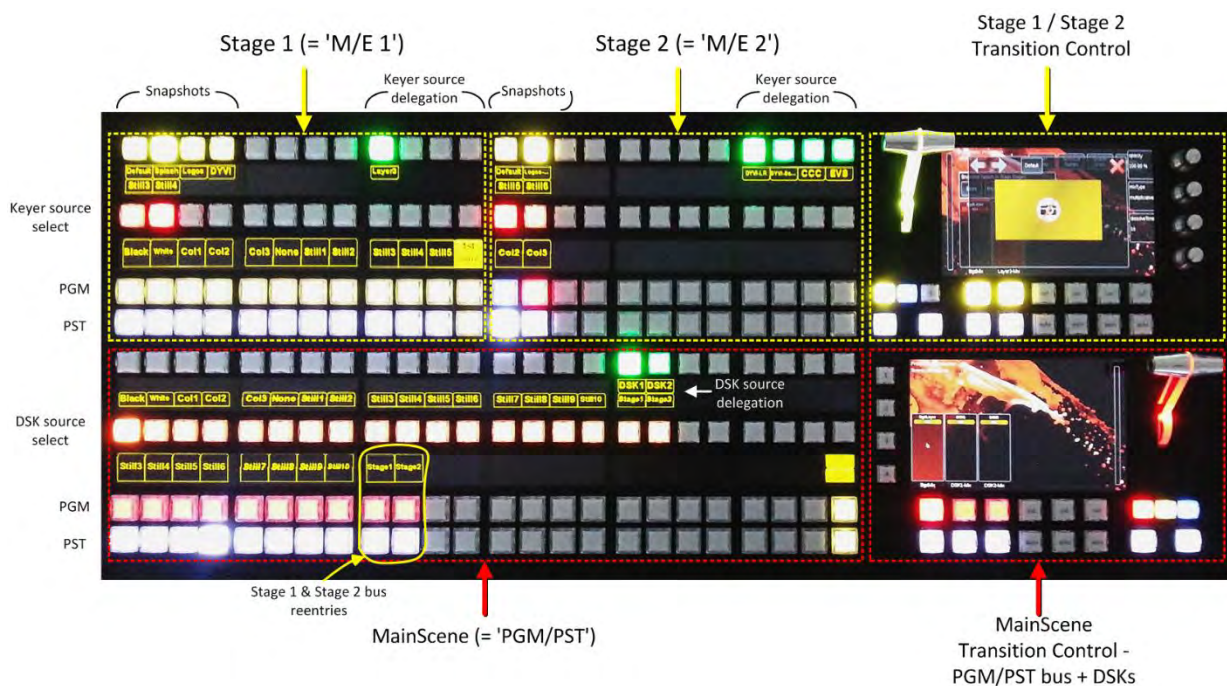 Stage 1 (= 'M/E 1')
Stage 2 (= 'M/E 2')
Stage 1 / Stage 2
Transition Control
Snapshots
Keyer source
delegation
Snapshots
Keyer source
delegation
Default Splash Logos DYVI
Still3 Still4
Layer3
Default
Still5 Still6
CCC EVS
Default
Keyer source
select
Black White Col1 Col2
Col3 None Still1 Still2
Still3 Still4 Still5
Col2 Col3
PGM
PST
DSK1 DSK2
Black White Col1 Col2
Col3 None Still1 Still2
Still3 Still4 Still5 Still6
Still7 Still8 Still9 Still10
Stage1 Stage2
DSK source
delegation
DSK source
select
Still3 Still4 Still5 Still6
Still7 Still8 Still9 Still10
Stage1 Stage2
PGM
PST
Stage 1 & Stage 2 bus
reentries
MainScene (= 'PGM/PST')
MainScene
Transition Control -
PGM/PST bus + DSKs